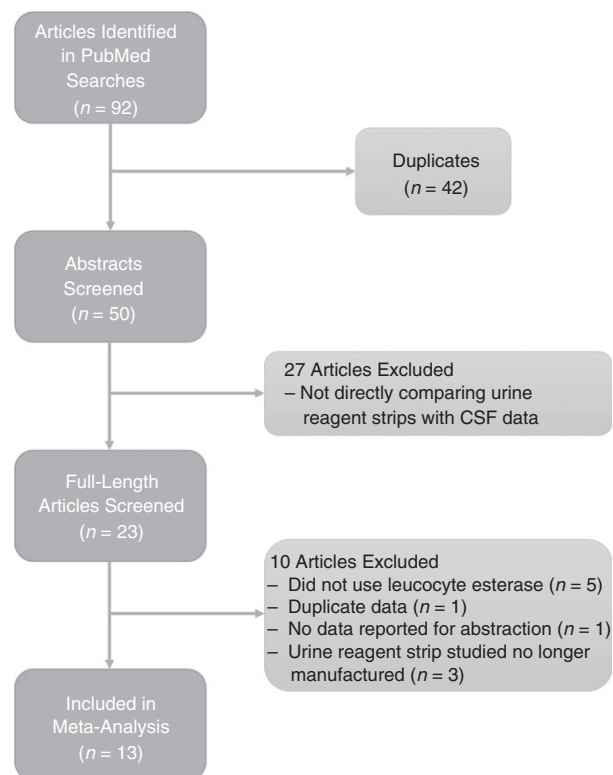 Articles Identified
in PubMed
Searches
(n = 92)
Duplicates
(n = 42)
Abstracts
Screened
(n = 50)
27 Articles Excluded
– Not directly comparing urine
reagent strips with CSF data
Full-Length
Articles Screened
(n = 23)
10 Articles Excluded
– Did not use leucocyte esterase (n = 5)
– Duplicate data (n = 1)
– No data reported for abstraction (n = 1)
– Urine reagent strip studied no longer
manufactured (n = 3)
Included in
Meta-Analysis
(n = 13)